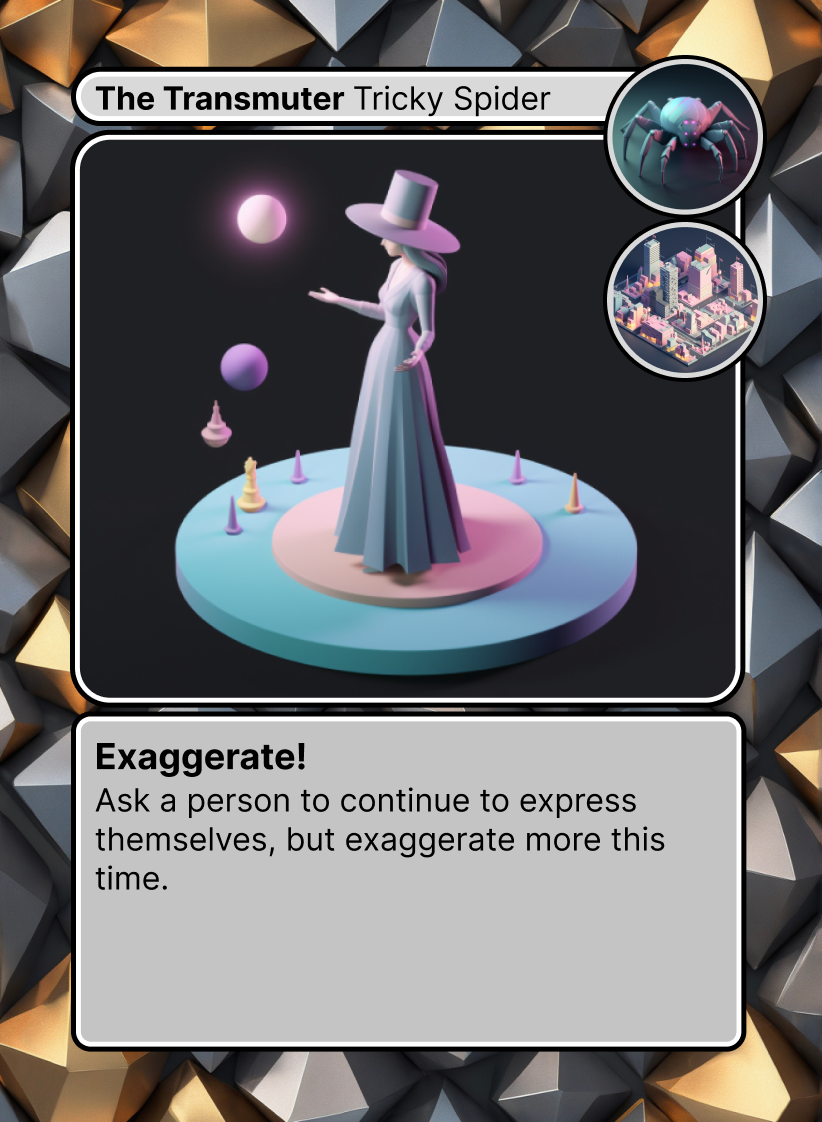 The Transmuter Tricky Spider
Exaggerate!
Ask a person to continue to express
themselves, but exaggerate more this
time.